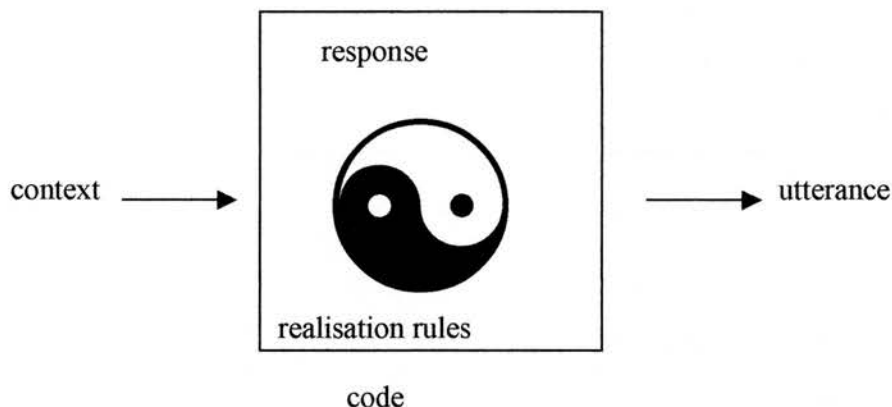 response
context
utterance
realisation rules
code